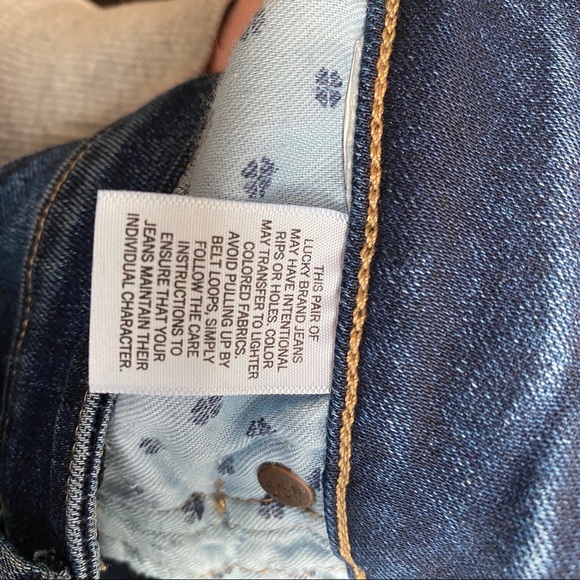 THIS PAIR OF
LUCKY BRAND JEANS
MAY HAVE INTENTIONAL
RIPS OR HOLES. COLOR
MAY TRANSFER TO LIGHTER
COLORED FABRICS.
AVOID PULLING UP BY
BELT LOOPS, SIMPLY
FOLLOW THE CARE
INSTRUCTIONS TO
ENSURE THAT YOUR
JEANS MAINTAIN THEIR
INDIVIDUAL CHARACTER.